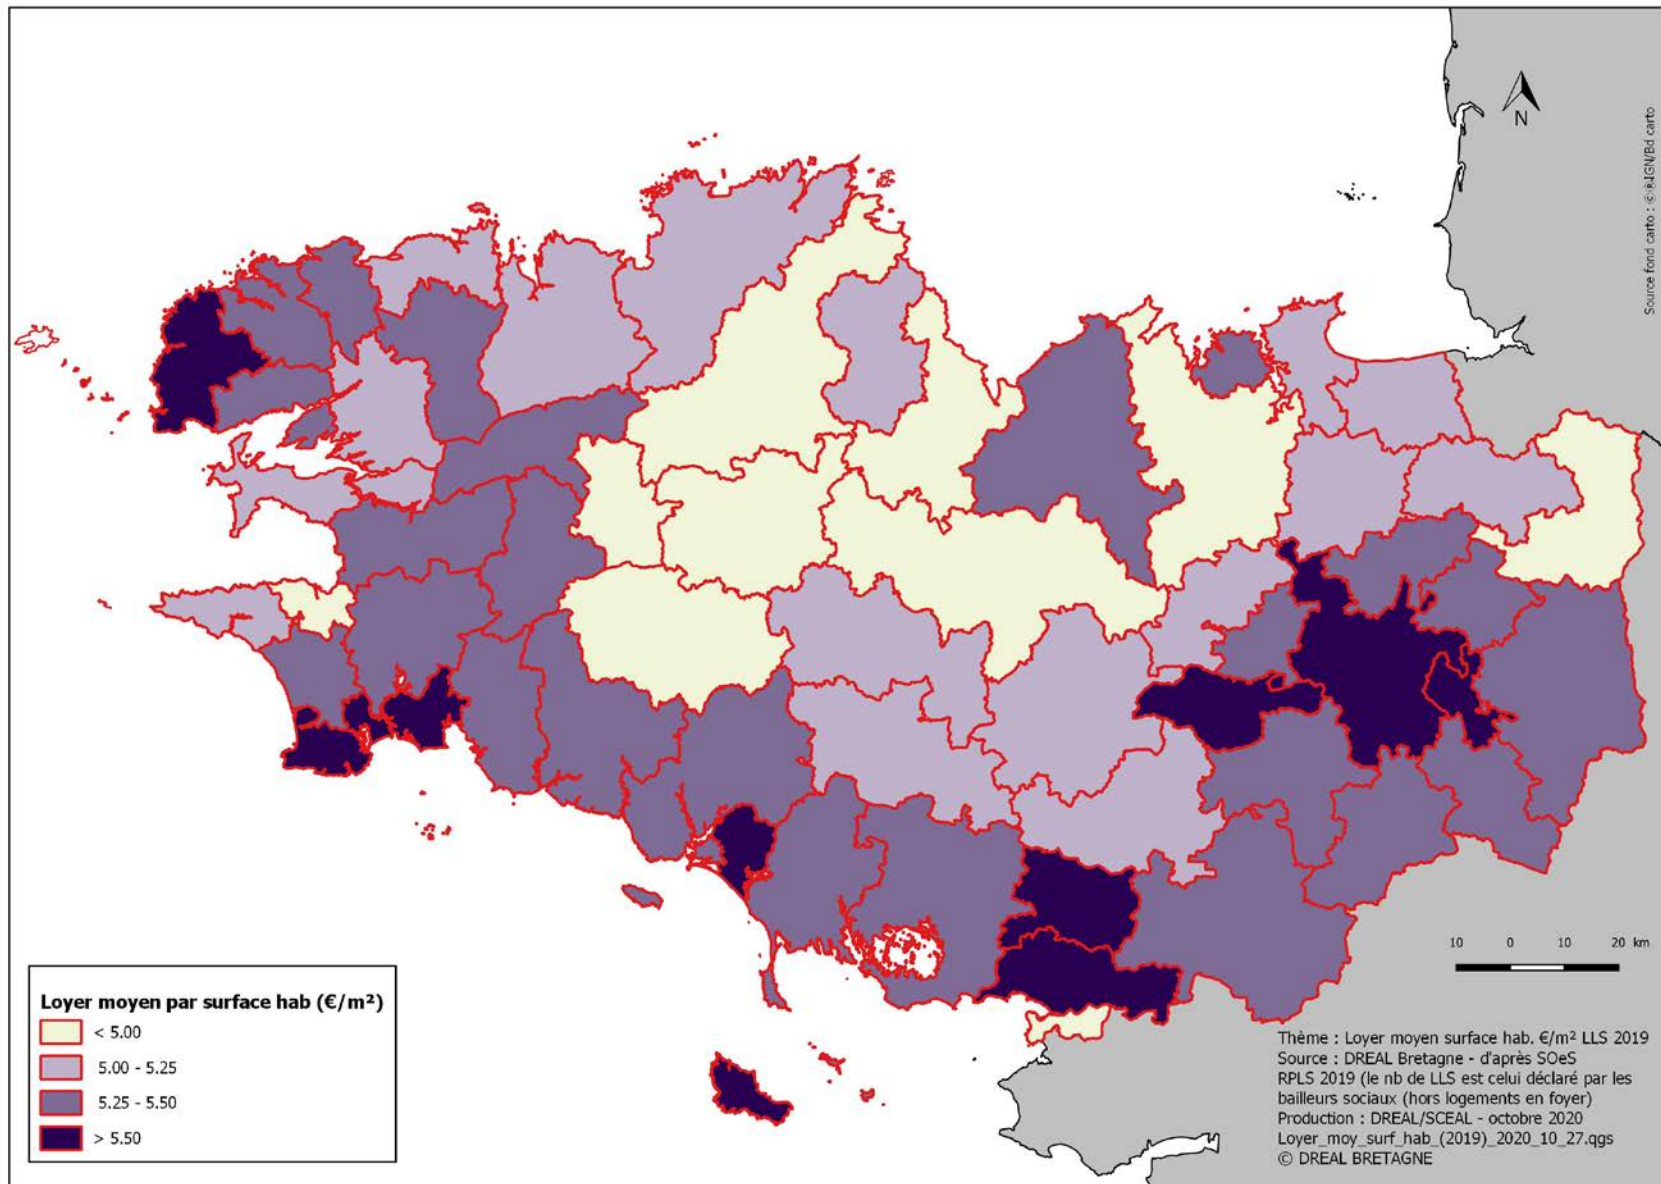 N
Source fond carto : © IGN/Bd carto
10 0 10 20 km
Loyer moyen par surface hab (€/m²)
< 5.00
5.00 - 5.25
5.25 - 5.50
> 5.50
Thème : Loyer moyen surface hab. €/m² LLS 2019
Source : DREAL Bretagne - d'après SOeS
RPLS 2019 (le nb de LLS est celui déclaré par les
bailleurs sociaux (hors logements en foyer)
Production : DREAL/SCEAL - octobre 2020
Loyer_moy_surf_hab_(2019)_2020_10_27.qgs
© DREAL BRETAGNE